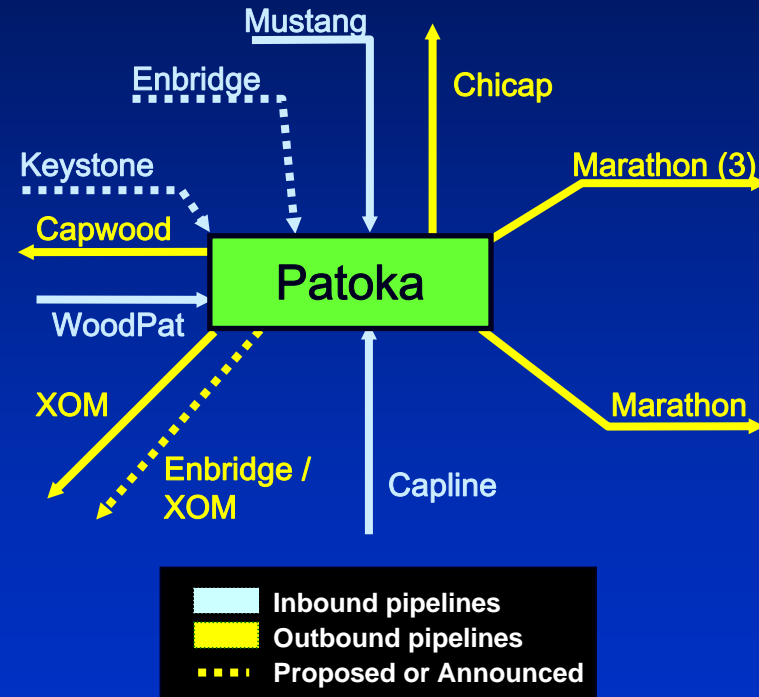 Mustang
Enbridge
Chicap
Keystone
Marathon (3)
Capwood
Patoka
WoodPat
XOM
Marathon
Enbridge /
XOM
Capline
Inbound pipelines
Outbound pipelines
Proposed or Announced